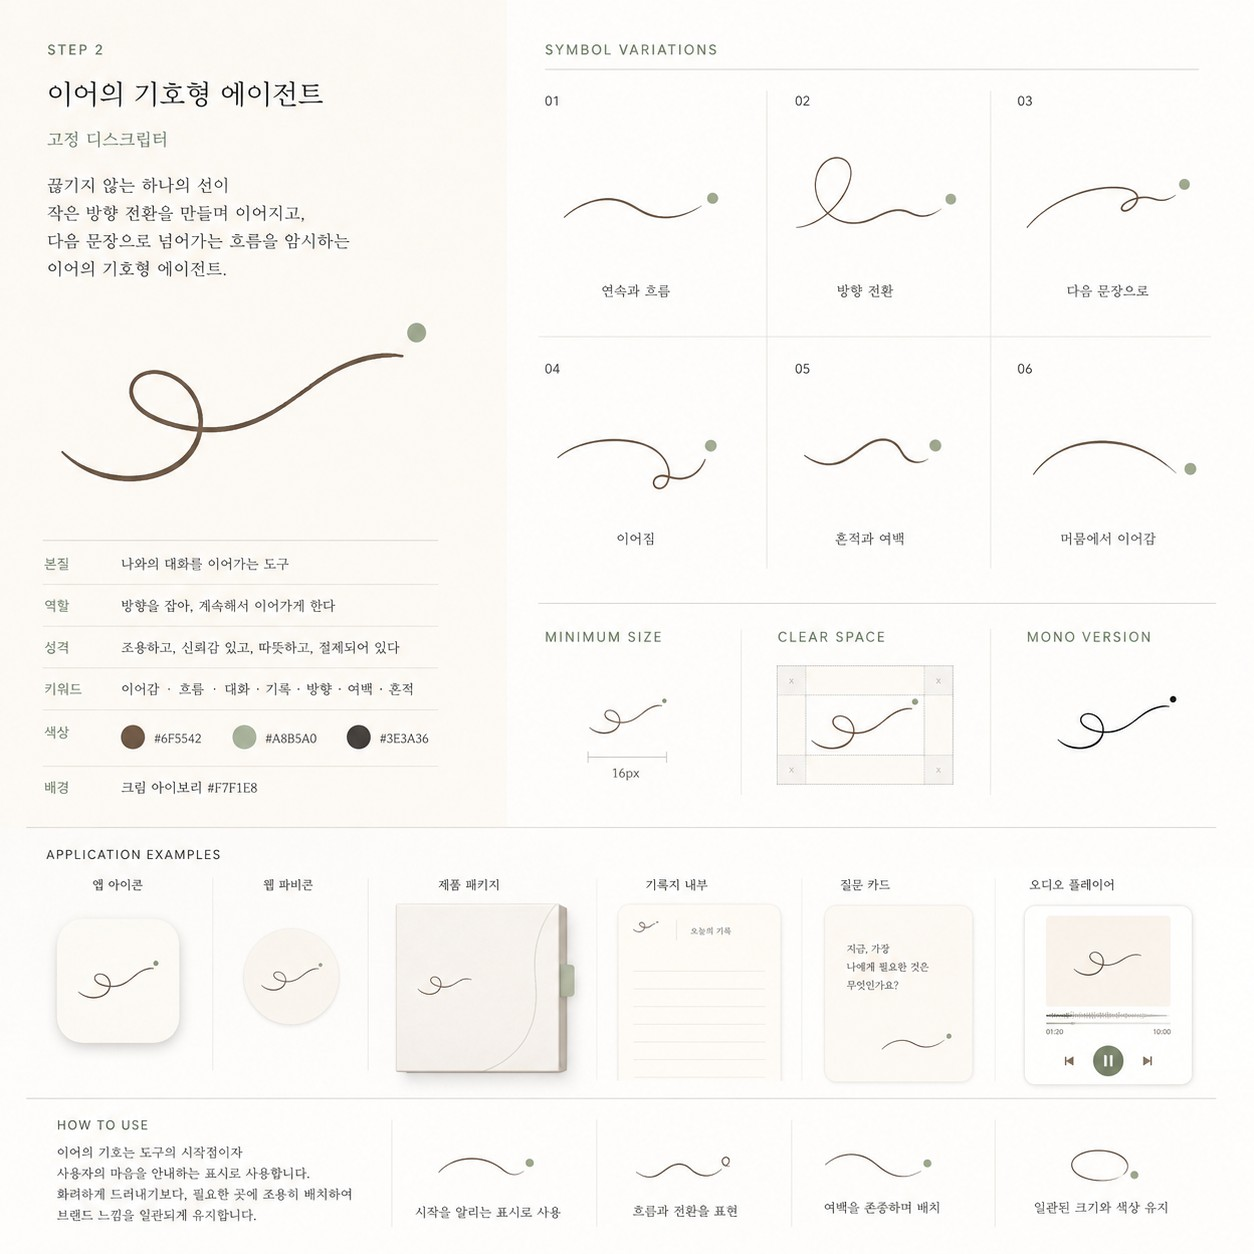 STEP 2
이어의 기호형 에이전트
고정 디스크립터
끊기지 않는 하나의 선이
작은 방향 전환을 만들며 이어지고,
다음 문장으로 넘어가는 흐름을 암시하는
이어의 기호형 에이전트.
본질 나와의 대화를 이어가는 도구
역할 방향을 잡아, 계속해서 이어가게 한다
성격 조용하고, 신뢰감 있고, 따뜻하고, 절제되어 있다
키워드 이어감 · 흐름 · 대화 · 기록 · 방향 · 여백 · 흔적
색상 #6F5542 #A8B5A0 #3E3A36
배경 크림 아이보리 #F7F1E8
SYMBOL VARIATIONS
01 02 03
연속과 흐름 방향 전환 다음 문장으로
04 05 06
이어짐 흔적과 여백 머묾에서 이어감
MINIMUM SIZE
16px
CLEAR SPACE
x x
x x
MONO VERSION
APPLICATION EXAMPLES
앱 아이콘 웹 파비콘 제품 패키지 기록지 내부 질문 카드 오디오 플레이어
오늘의 기록
지금, 가장
나에게 필요한 것은
무엇인가요?
01:20 10:00
HOW TO USE
이어의 기호는 도구의 시작점이자
사용자의 마음을 안내하는 표시로 사용합니다.
화려하게 드러내기보다, 필요한 곳에 조용히 배치하여
브랜드 느낌을 일관되게 유지합니다.
시작을 알리는 표시로 사용 흐름과 전환을 표현 여백을 존중하며 배치 일관된 크기와 색상 유지